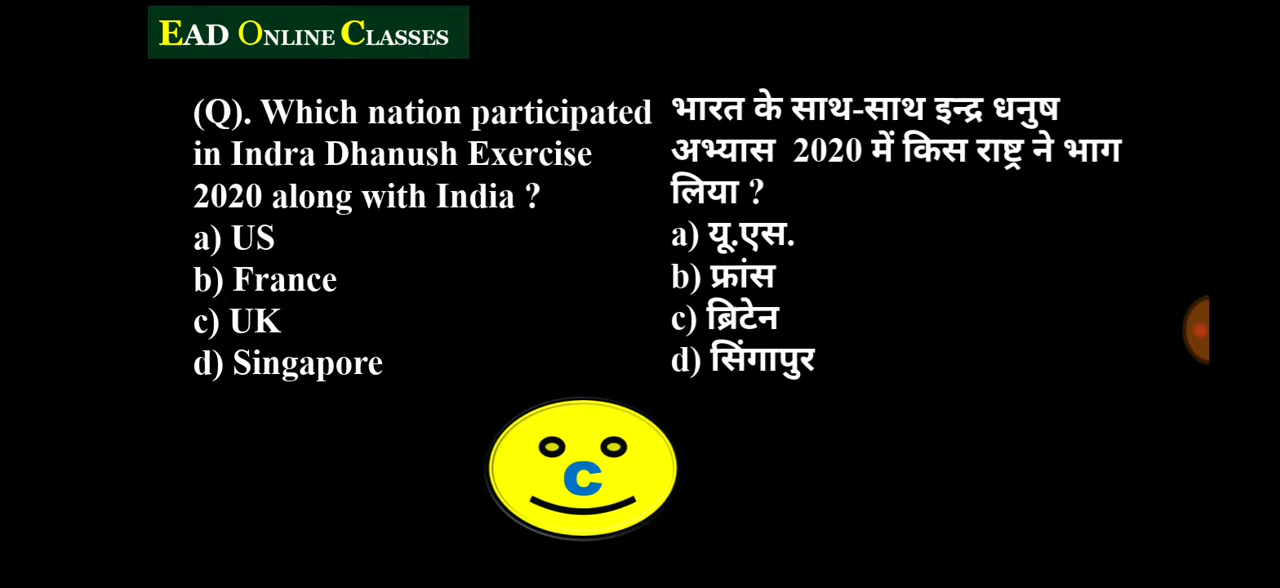 EAD ONLINE CLASSES
(Q). Which nation participated
in Indra Dhanush Exercise
2020 along with India ?
a) US
b) France
c) UK
d) Singapore
भारत के साथ-साथ इन्द्र धनुष
अभ्यास 2020 में किस राष्ट्र ने भाग
लिया ?
a) यू.एस.
b) फ्रांस
c) ब्रिटेन
d) सिंगापुर
C